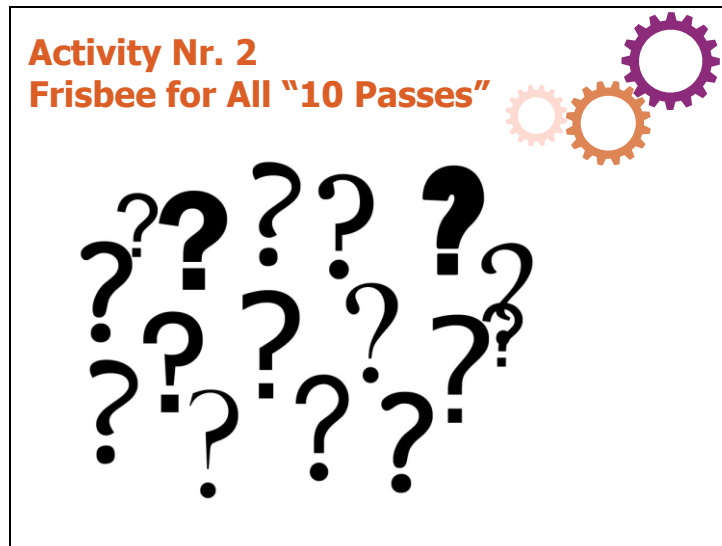 Activity Nr. 2
Frisbee for All “10 Passes”
? ? ? ? ?
? ?
? ? ? ? ? ?
? ? ? ?